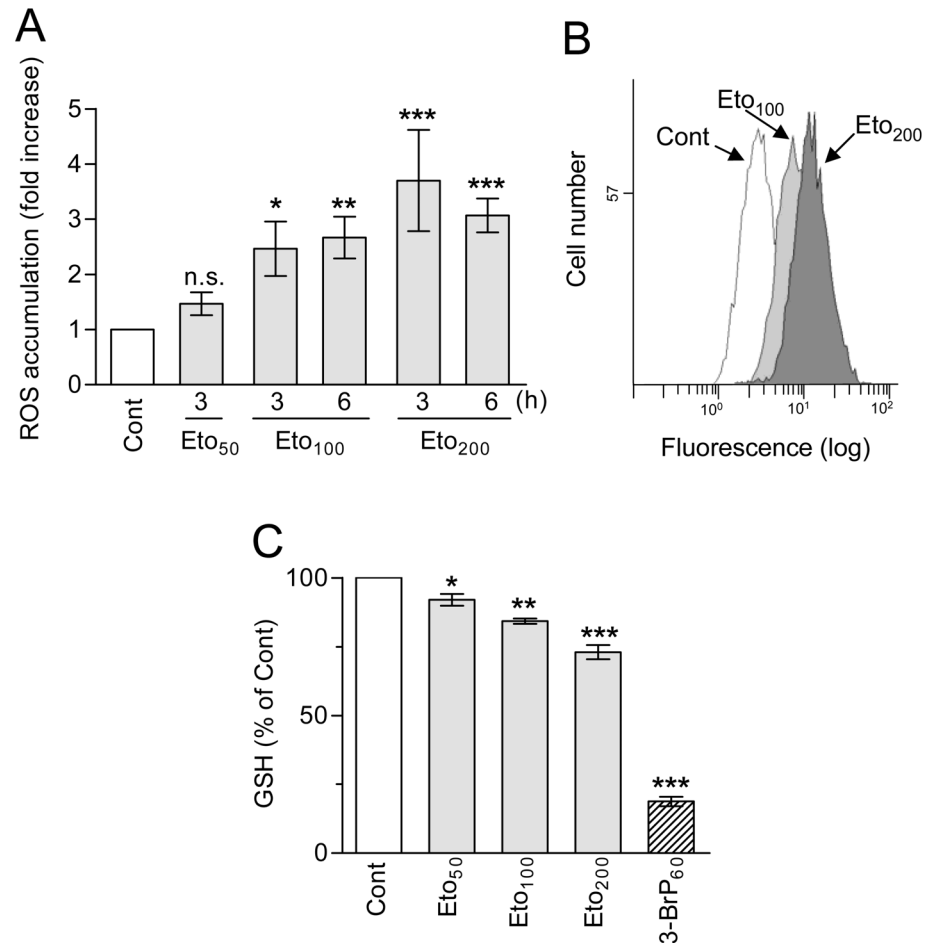 A
ROS accumulation (fold increase)
5
4
3
2
1
0
n.s.
*
**
***
***
Cont
3
3
6
3
6
(h)
Eto50
Eto100
Eto200
B
Cell number
57
Cont
Eto100
Eto200
10⁰
10¹
10²
Fluorescence (log)
C
GSH (% of Cont)
100
50
0
*
**
***
***
Cont
Eto50
Eto100
Eto200
3-BrP60